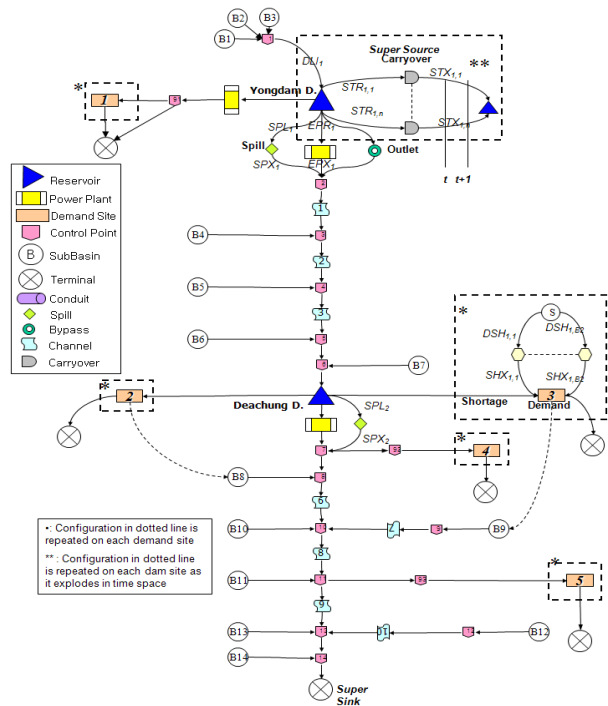 B2
B3
B1
1
DLI1
Super Source
Carryover
**
STR1,1
STX1,1
*
1
Yongdam D.
STR1,n
STX1,n
SPL1
EPR1
Spill
Outlet
SPX1
EPX1
t
t+1
Reservoir
Power Plant
Demand Site
Control Point
B
SubBasin
Terminal
Conduit
Spill
Bypass
Channel
Carryover
1
B4
2
B5
3
B6
B7
*
S
DSH1,1
DSH1,B2
SHX1,1
SHX1,B2
Shortage
Demand
3
*
2
Deachung D.
SPL2
SPX2
*
4
B8
6
•: Configuration in dotted line is
repeated on each demand site
** : Configuration in dotted line
is repeated on each dam site as
it explodes in time space
B10
7
B9
8
B11
*
5
9
B13
10
B12
B14
Super
Sink